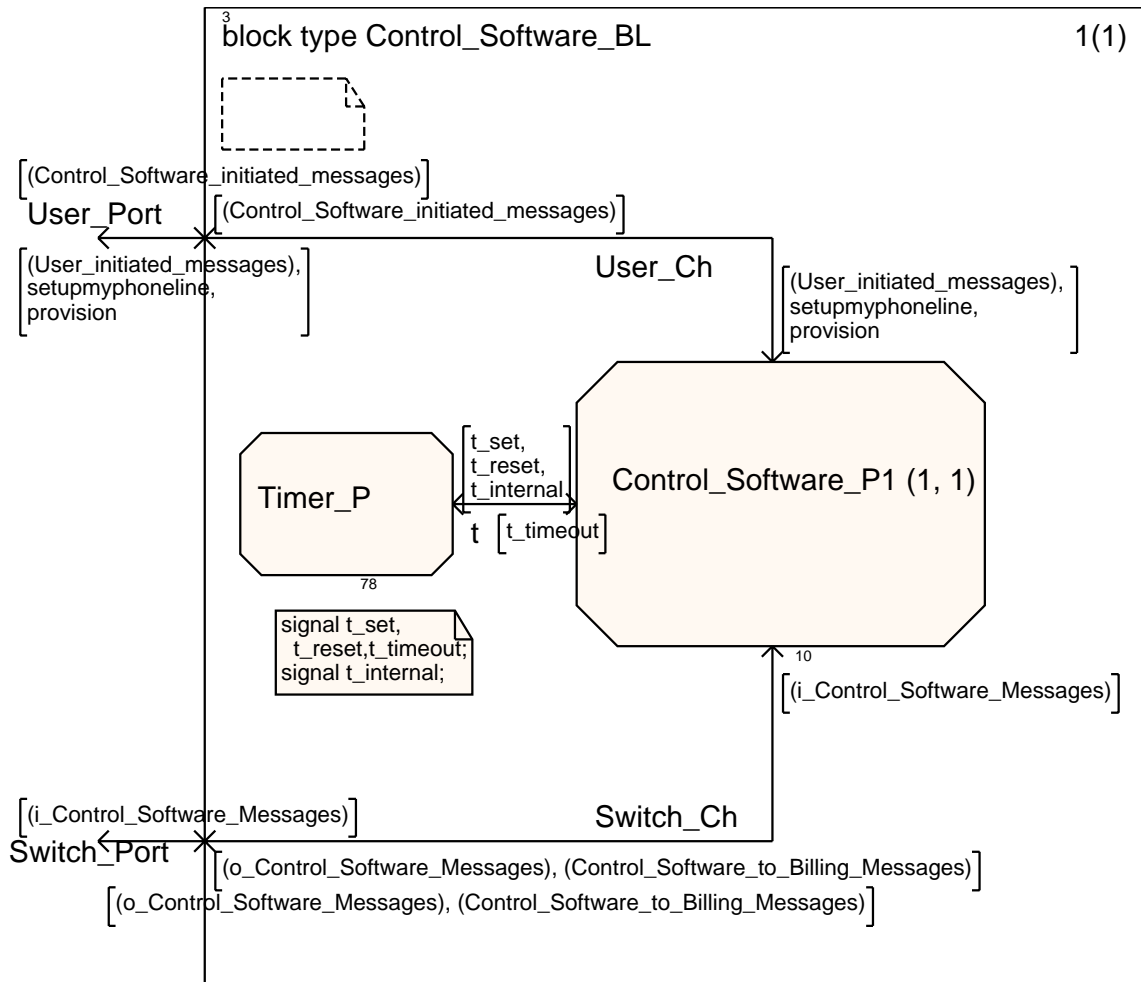 3
block type Control_Software_BL
1(1)
(Control_Software_initiated_messages)
User_Port
(Control_Software_initiated_messages)
(User_initiated_messages),
setupmyphoneline,
provision
User_Ch
(User_initiated_messages),
setupmyphoneline,
provision
t_set,
t_reset,
t_internal
Timer_P
Control_Software_P1 (1, 1)
t
t_timeout
78
signal t_set,
t_reset,t_timeout;
signal t_internal;
10
(i_Control_Software_Messages)
(i_Control_Software_Messages)
Switch_Ch
Switch_Port
(o_Control_Software_Messages), (Control_Software_to_Billing_Messages)
(o_Control_Software_Messages), (Control_Software_to_Billing_Messages)